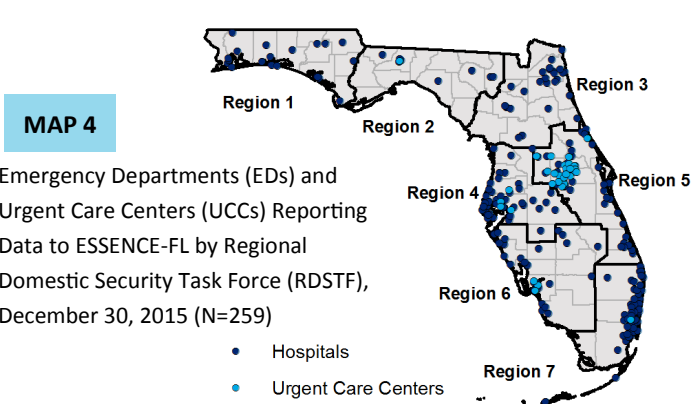 Region 1
Region 2
Region 3
MAP 4
Emergency Departments (EDs) and
Urgent Care Centers (UCCs) Reporting
Data to ESSENCE-FL by Regional
Domestic Security Task Force (RDSTF),
December 30, 2015 (N=259)
Region 4
Region 5
Region 6
Region 7
Hospitals
Urgent Care Centers